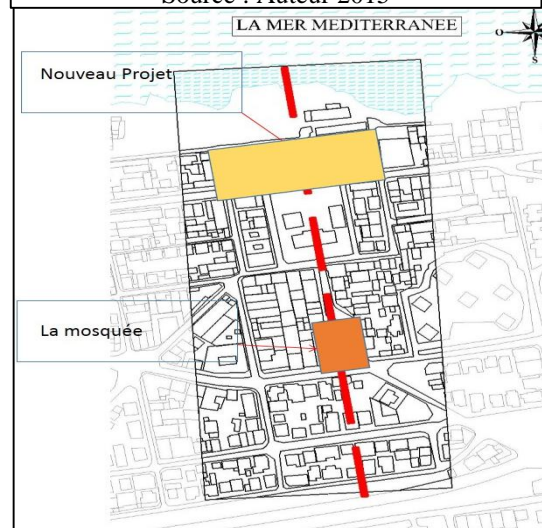 Source : Auteur 2015
LA MER MEDITERRANEE
O
S
Nouveau Projet
La mosquée